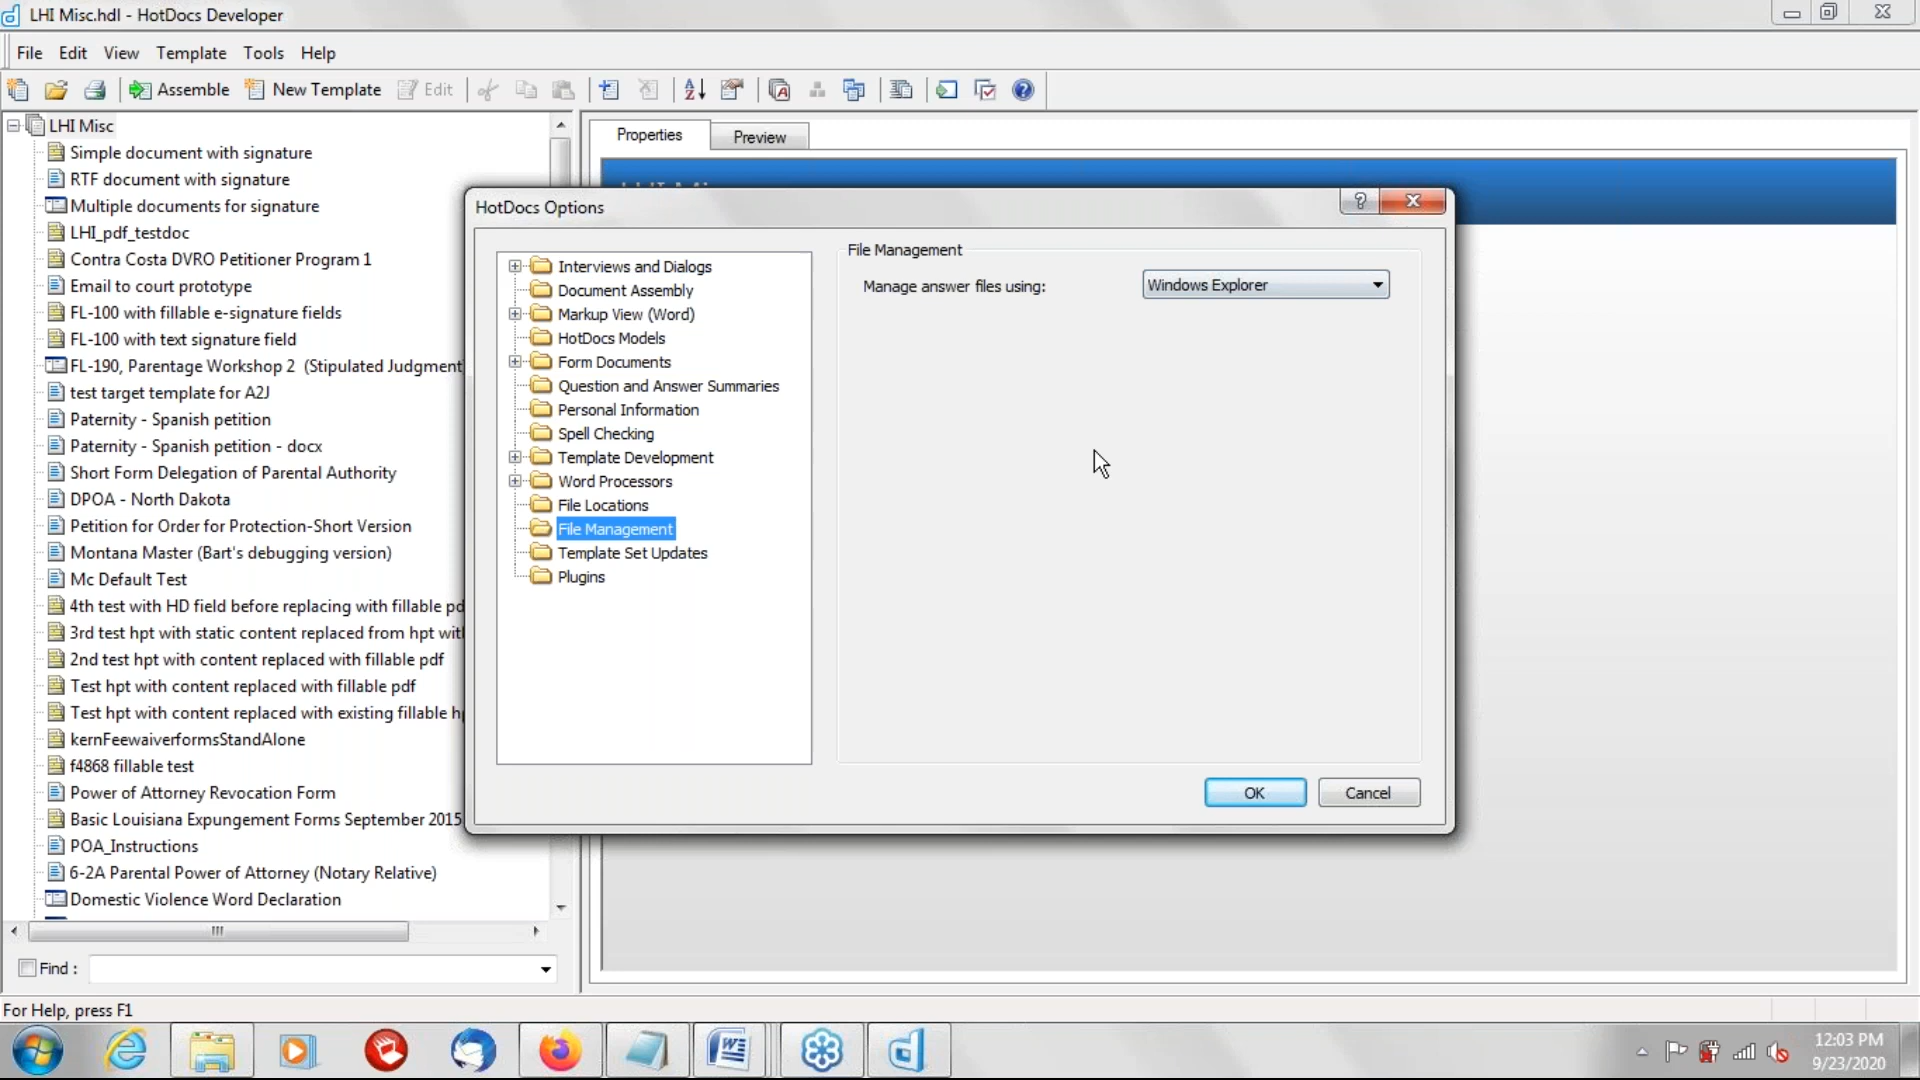 LHI Misc.hdl - HotDocs Developer
File Edit View Template Tools Help
Assemble New Template Edit
LHI Misc
Simple document with signature
RTF document with signature
Multiple documents for signature
LHI_pdf_testdoc
Contra Costa DVRO Petitioner Program 1
Email to court prototype
FL-100 with fillable e-signature fields
FL-100 with text signature field
FL-190, Parentage Workshop 2 (Stipulated Judgment
test target template for A2J
Paternity - Spanish petition
Paternity - Spanish petition - docx
Short Form Delegation of Parental Authority
DPOA - North Dakota
Petition for Order for Protection-Short Version
Montana Master (Bart's debugging version)
Mc Default Test
4th test with HD field before replacing with fillable pd
3rd test hpt with static content replaced from hpt wit
2nd test hpt with content replaced with fillable pdf
Test hpt with content replaced with fillable pdf
Test hpt with content replaced with existing fillable h
kernFeewaiverformsStandAlone
f4868 fillable test
Power of Attorney Revocation Form
Basic Louisiana Expungement Forms September 2015
POA_Instructions
6-2A Parental Power of Attorney (Notary Relative)
Domestic Violence Word Declaration
Find :
Properties Preview
HotDocs Options
Interviews and Dialogs
Document Assembly
Markup View (Word)
HotDocs Models
Form Documents
Question and Answer Summaries
Personal Information
Spell Checking
Template Development
Word Processors
File Locations
File Management
Template Set Updates
Plugins
File Management
Manage answer files using: Windows Explorer
OK Cancel
For Help, press F1
12:03 PM
9/23/2020